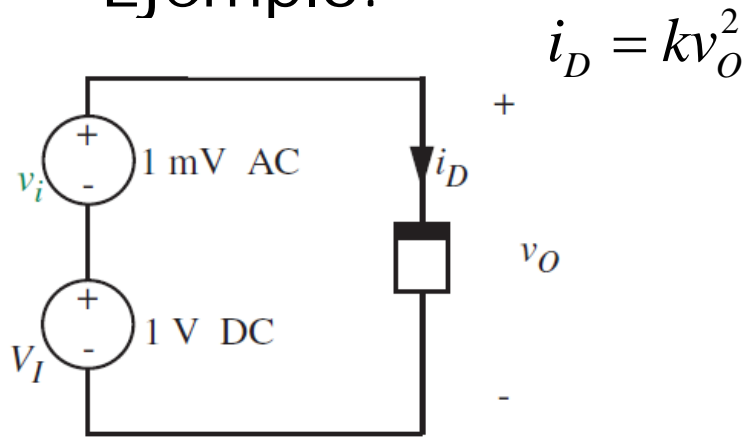 Ejemplo:
i_D = kv_O^2
+
+
1 mV AC
i_D
v_i
-
v_O
+
1 V DC
V_I
-
-